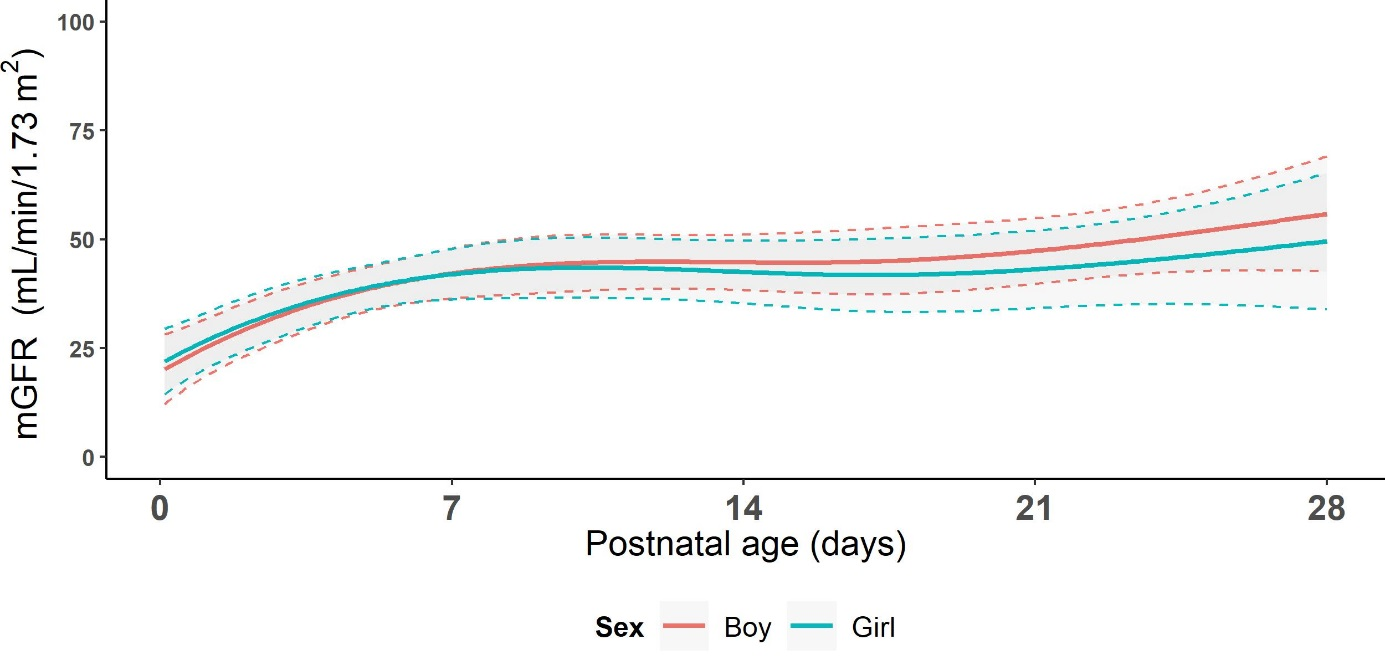 mGFR (mL/min/1.73 m²)
100
75
50
25
0
0 7 14 21 28
Postnatal age (days)
Sex Boy Girl